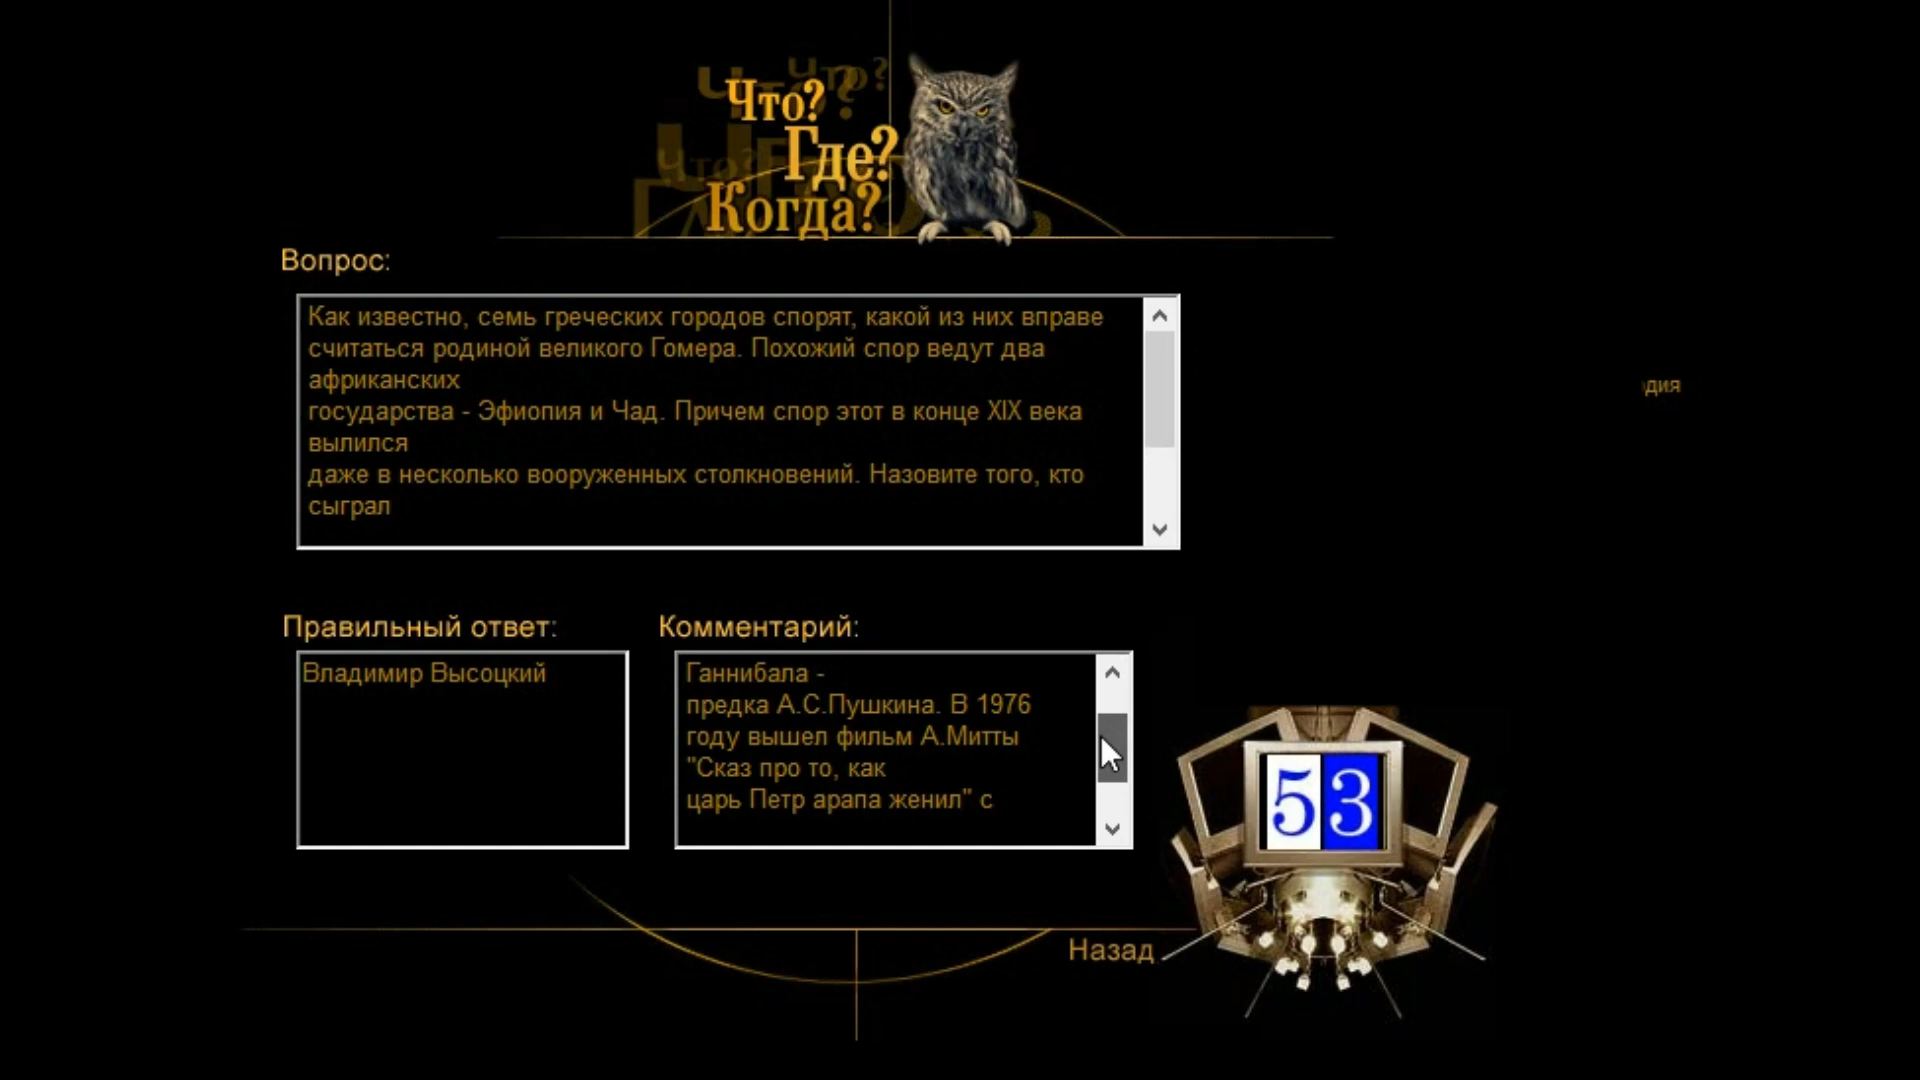 Что?
Где?
Когда?
Вопрос:
Как известно, семь греческих городов спорят, какой из них вправе
считаться родиной великого Гомера. Похожий спор ведут два
африканских
государства - Эфиопия и Чад. Причем спор этот в конце XIX века
вылился
даже в несколько вооруженных столкновений. Назовите того, кто
сыграл
дия
Правильный ответ:
Владимир Высоцкий
Комментарий:
Ганнибала -
предка А.С.Пушкина. В 1976
году вышел фильм А.Митты
"Сказ про то, как
царь Петр арапа женил" с
53
Назад